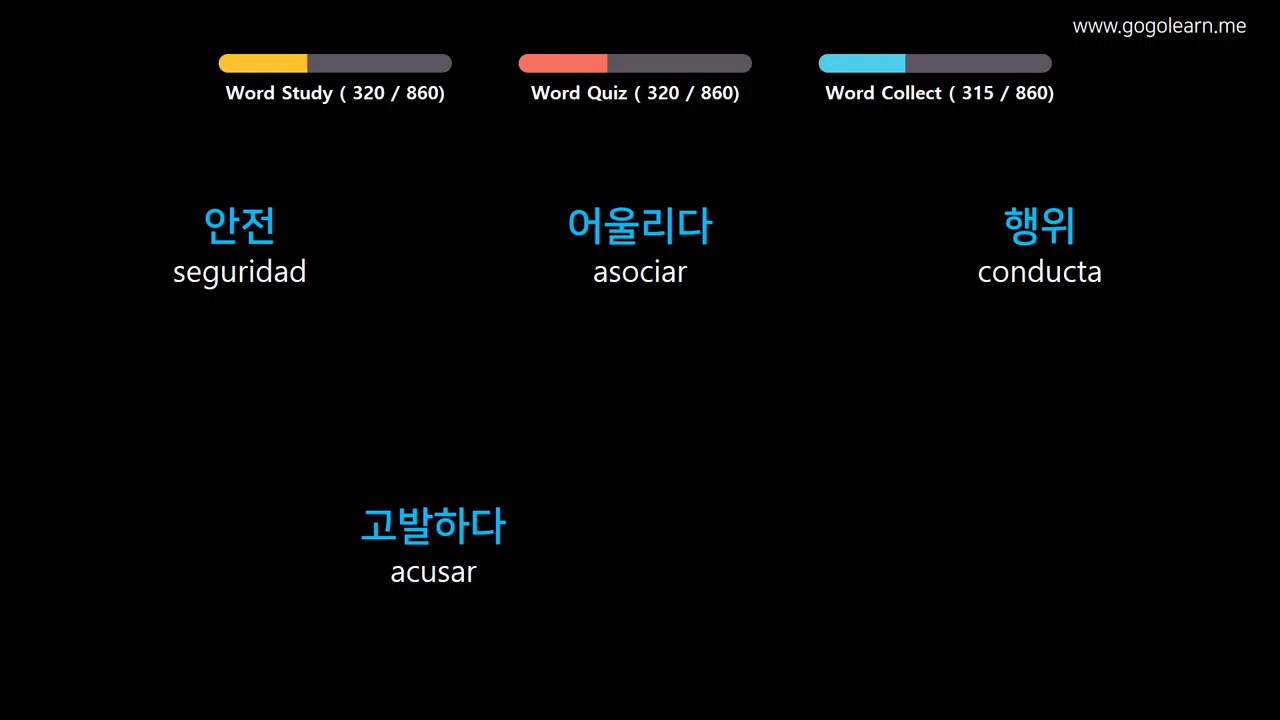 www.gogolearn.me
Word Study ( 320 / 860)
Word Quiz ( 320 / 860)
Word Collect ( 315 / 860)
안전
seguridad
어울리다
asociar
행위
conducta
고발하다
acusar